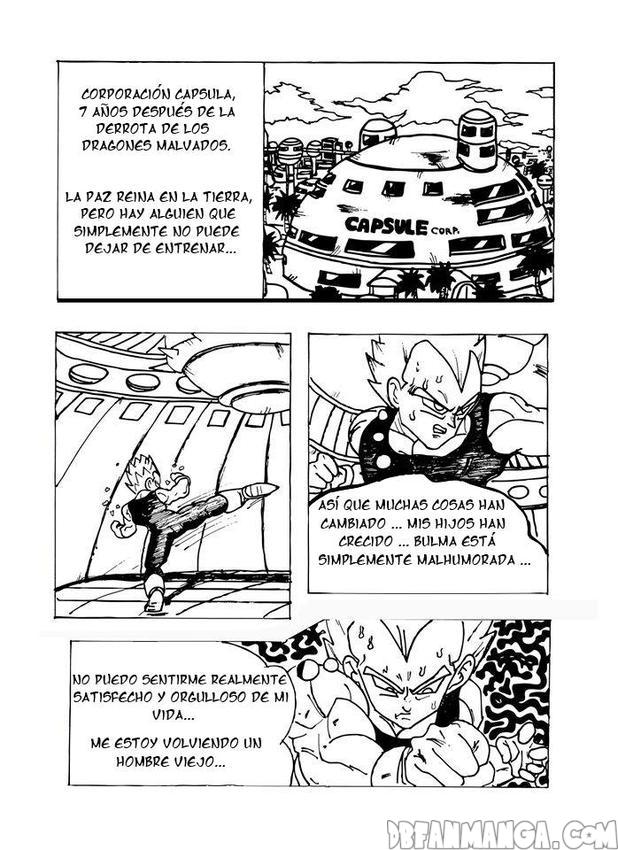 CORPORACIÓN CAPSULA,
7 AÑOS DESPUÉS DE LA
DERROTA DE LOS
DRAGONES MALVADOS.
LA PAZ REINA EN LA TIERRA,
PERO HAY ALGUIEN QUE
SIMPLEMENTE NO PUEDE
DEJAR DE ENTRENAR...
CAPSULE CORP.
ASÍ QUE MUCHAS COSAS HAN
CAMBIADO ... MIS HIJOS HAN
CRECIDO ... BULMA ESTÁ
SIMPLEMENTE MALHUMORADA ...
NO PUEDO SENTIRME REALMENTE
SATISFECHO Y ORGULLOSO DE MI
VIDA...
ME ESTOY VOLVIENDO UN
HOMBRE VIEJO...
DBFANMANGA.COM